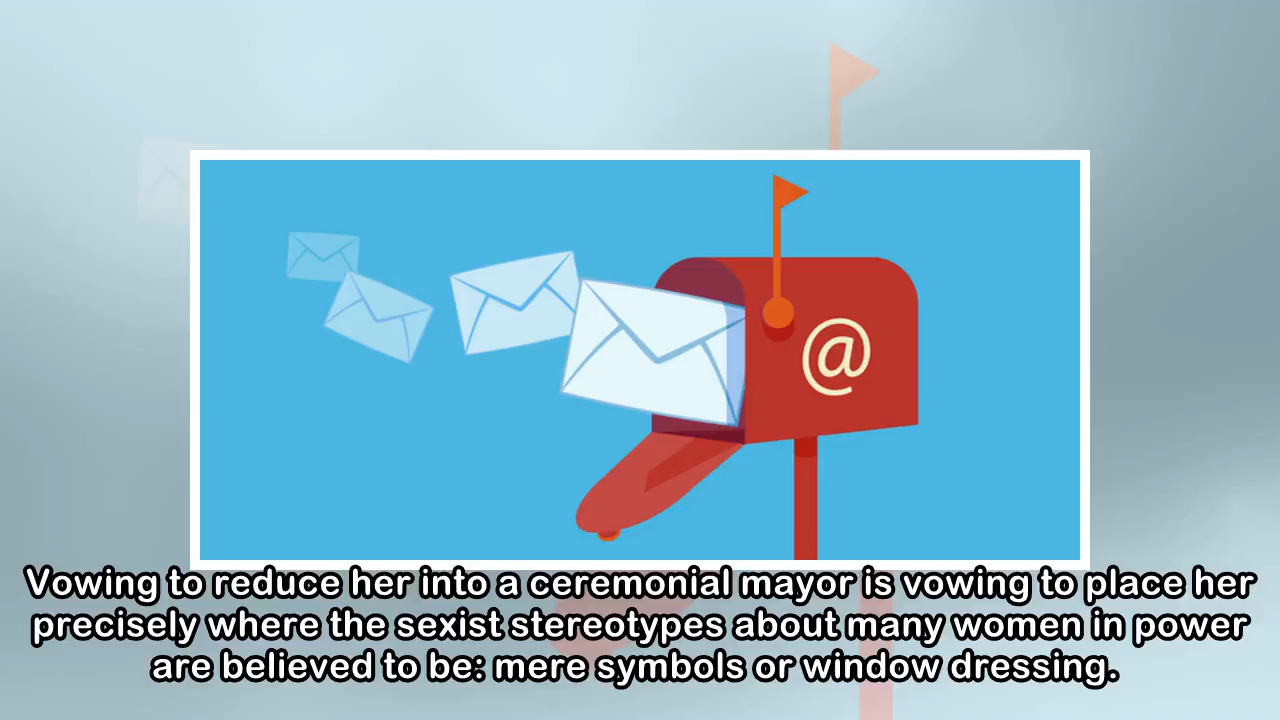 @
Vowing to reduce her into a ceremonial mayor is vowing to place her
precisely where the sexist stereotypes about many women in power
are believed to be: mere symbols or window dressing.